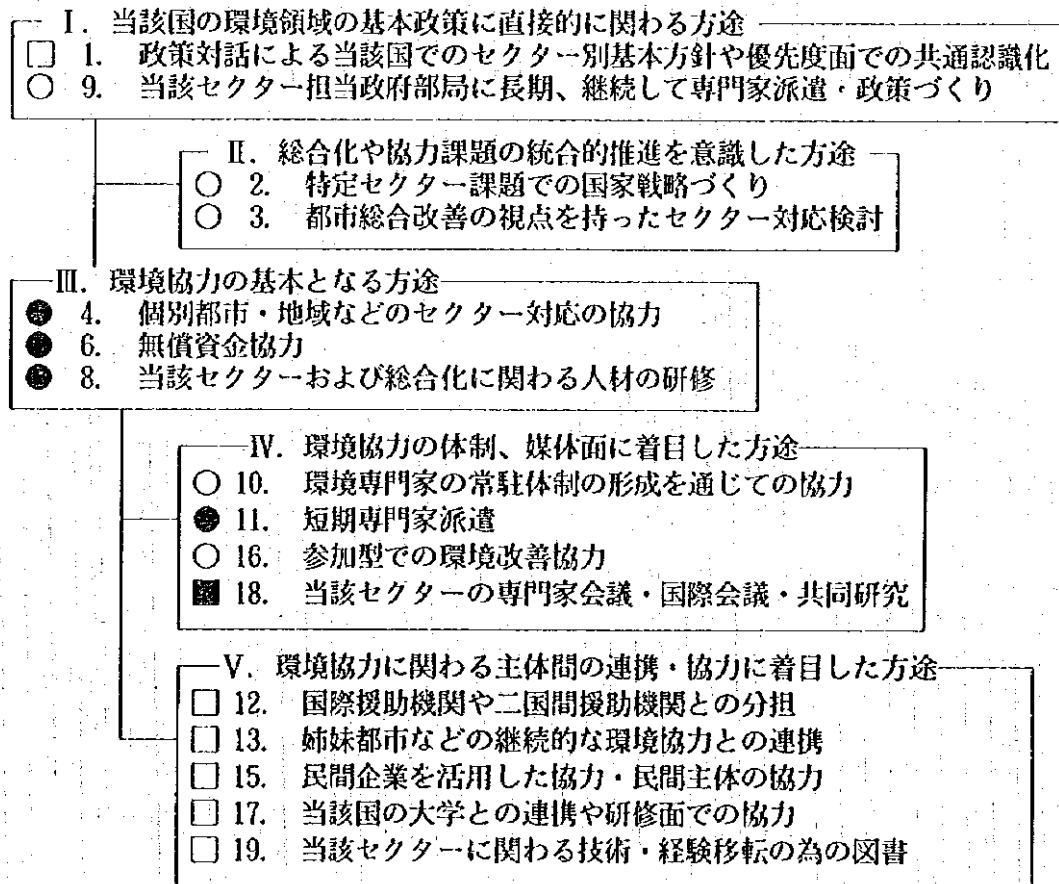 Ⅰ．当該国の環境領域の基本政策に直接的に関わる方途
□ 1. 政策対話による当該国でのセクター別基本方針や優先度面での共通認識化
○ 9. 当該セクター担当政府部局に長期、継続して専門家派遣・政策づくり
Ⅱ．総合化や協力課題の統合的推進を意識した方途
○ 2. 特定セクター課題での国家戦略づくり
○ 3. 都市総合改善の視点を持ったセクター対応検討
Ⅲ．環境協力の基本となる方途
● 4. 個別都市・地域などのセクター対応の協力
● 6. 無償資金協力
● 8. 当該セクターおよび総合化に関わる人材の研修
Ⅳ．環境協力の体制、媒体面に着目した方途
○ 10. 環境専門家の常駐体制の形成を通じての協力
● 11. 短期専門家派遣
○ 16. 参加型での環境改善協力
■ 18. 当該セクターの専門家会議・国際会議・共同研究
Ⅴ．環境協力に関わる主体間の連携・協力に着目した方途
□ 12. 国際援助機関や二国間援助機関との分担
□ 13. 姉妹都市などの継続的な環境協力との連携
□ 15. 民間企業を活用した協力・民間主体の協力
□ 17. 当該国の大学との連携や研修面での協力
□ 19. 当該セクターに関わる技術・経験移転の為の図書